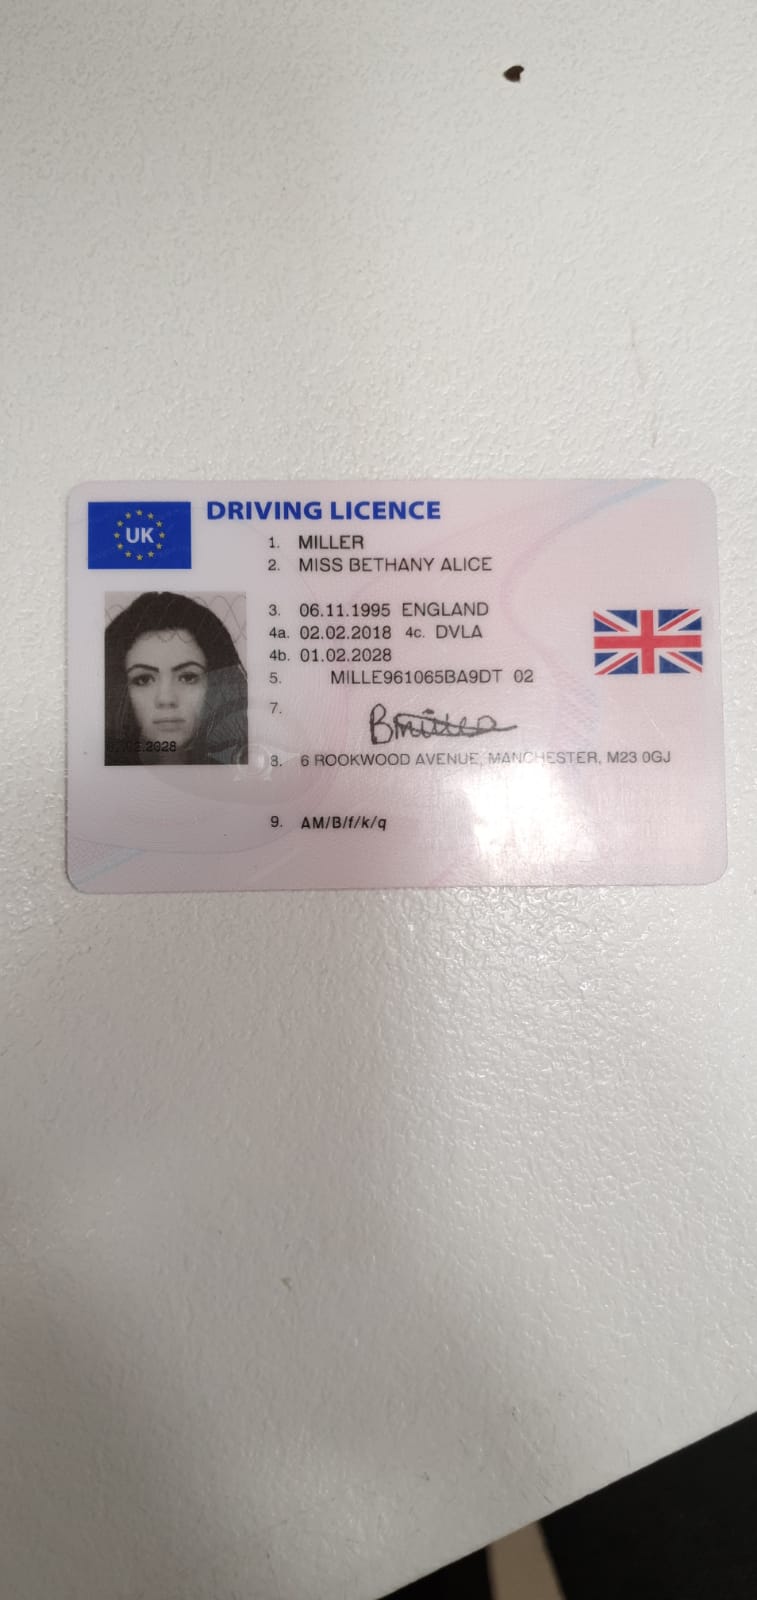 UK
DRIVING LICENCE
1. MILLER
2. MISS BETHANY ALICE
3. 06.11.1995 ENGLAND
4a. 02.02.2018 4c. DVLA
4b. 01.02.2028
5. MILLE961065BA9DT 02
7. BMiller
8. 6 ROOKWOOD AVENUE, MANCHESTER, M23 0GJ
9. AM/B/f/k/q
.2028